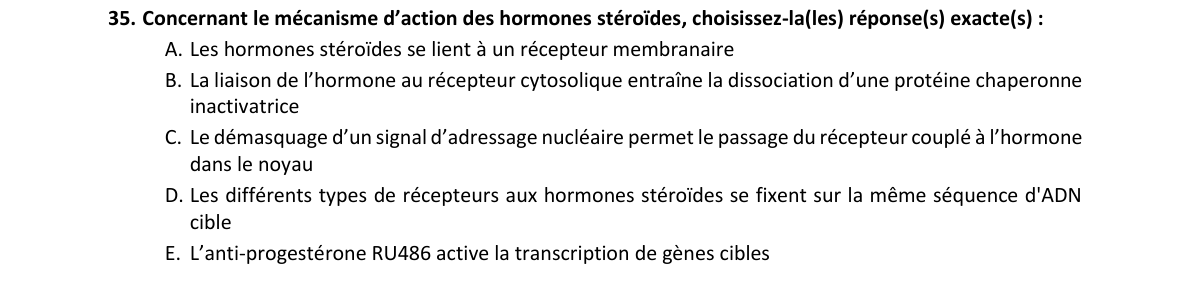 35. Concernant le mécanisme d’action des hormones stéroïdes, choisissez-la(les) réponse(s) exacte(s) :
A. Les hormones stéroïdes se lient à un récepteur membranaire
B. La liaison de l’hormone au récepteur cytosolique entraîne la dissociation d’une protéine chaperonne
inactivatrice
C. Le démasquage d’un signal d’adressage nucléaire permet le passage du récepteur couplé à l’hormone
dans le noyau
D. Les différents types de récepteurs aux hormones stéroïdes se fixent sur la même séquence d'ADN
cible
E. L’anti-progestérone RU486 active la transcription de gènes cibles